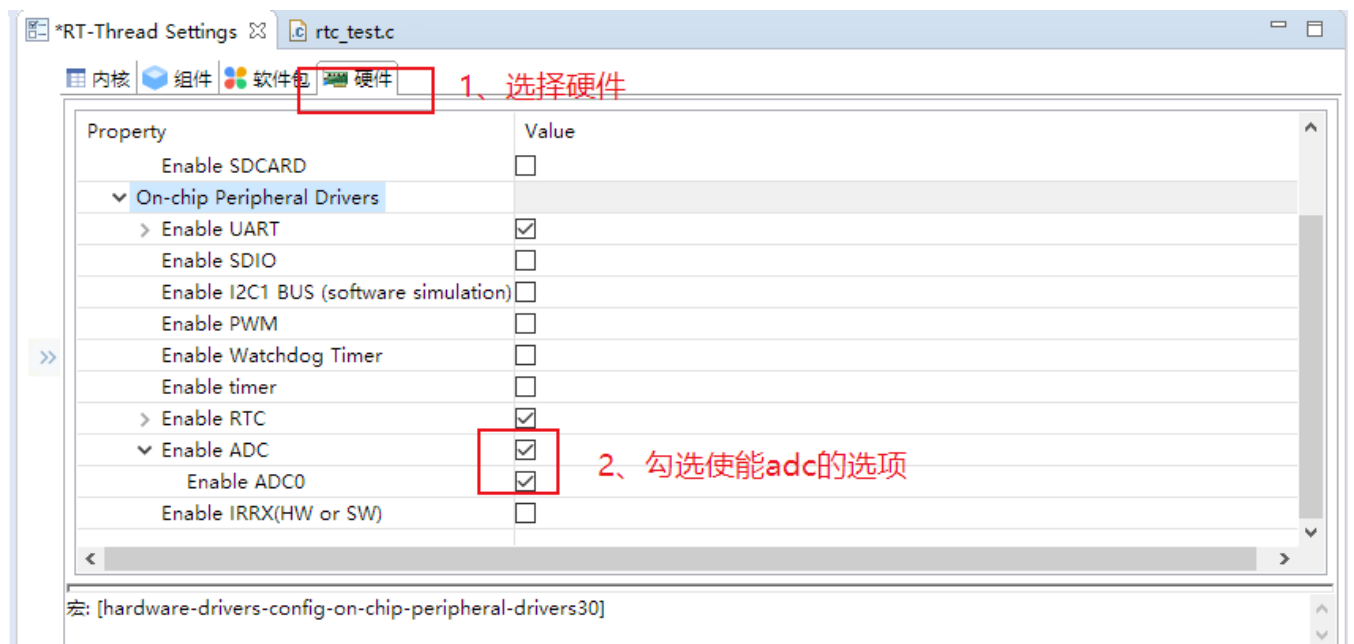 *RT-Thread Settings rtc_test.c
内核 组件 软件包 硬件 1、选择硬件
Property Value
Enable SDCARD
On-chip Peripheral Drivers
Enable UART
Enable SDIO
Enable I2C1 BUS (software simulation)
Enable PWM
Enable Watchdog Timer
Enable timer
Enable RTC
Enable ADC
2、勾选使能adc的选项
Enable ADC0
Enable IRRX(HW or SW)
宏: [hardware-drivers-config-on-chip-peripheral-drivers30]